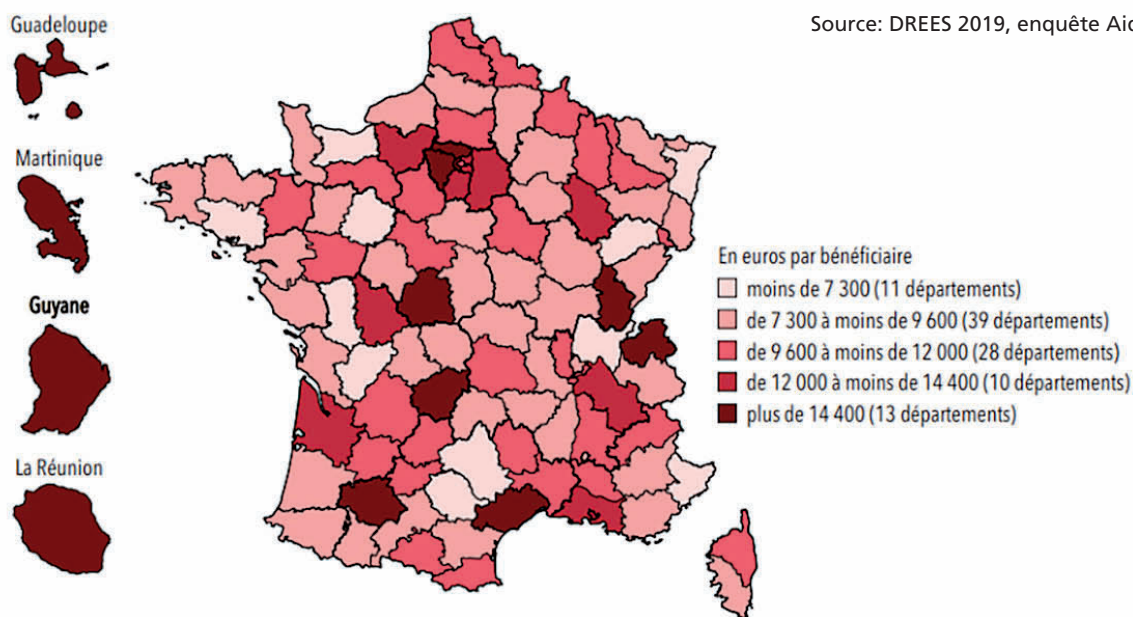 Guadeloupe
Source: DREES 2019, enquête
Martinique
Guyane
La Réunion
En euros par bénéficiaire
moins de 7 300 (11 départements)
de 7 300 à moins de 9 600 (39 départements)
de 9 600 à moins de 12 000 (28 départements)
de 12 000 à moins de 14 400 (10 départements)
plus de 14 400 (13 départements)